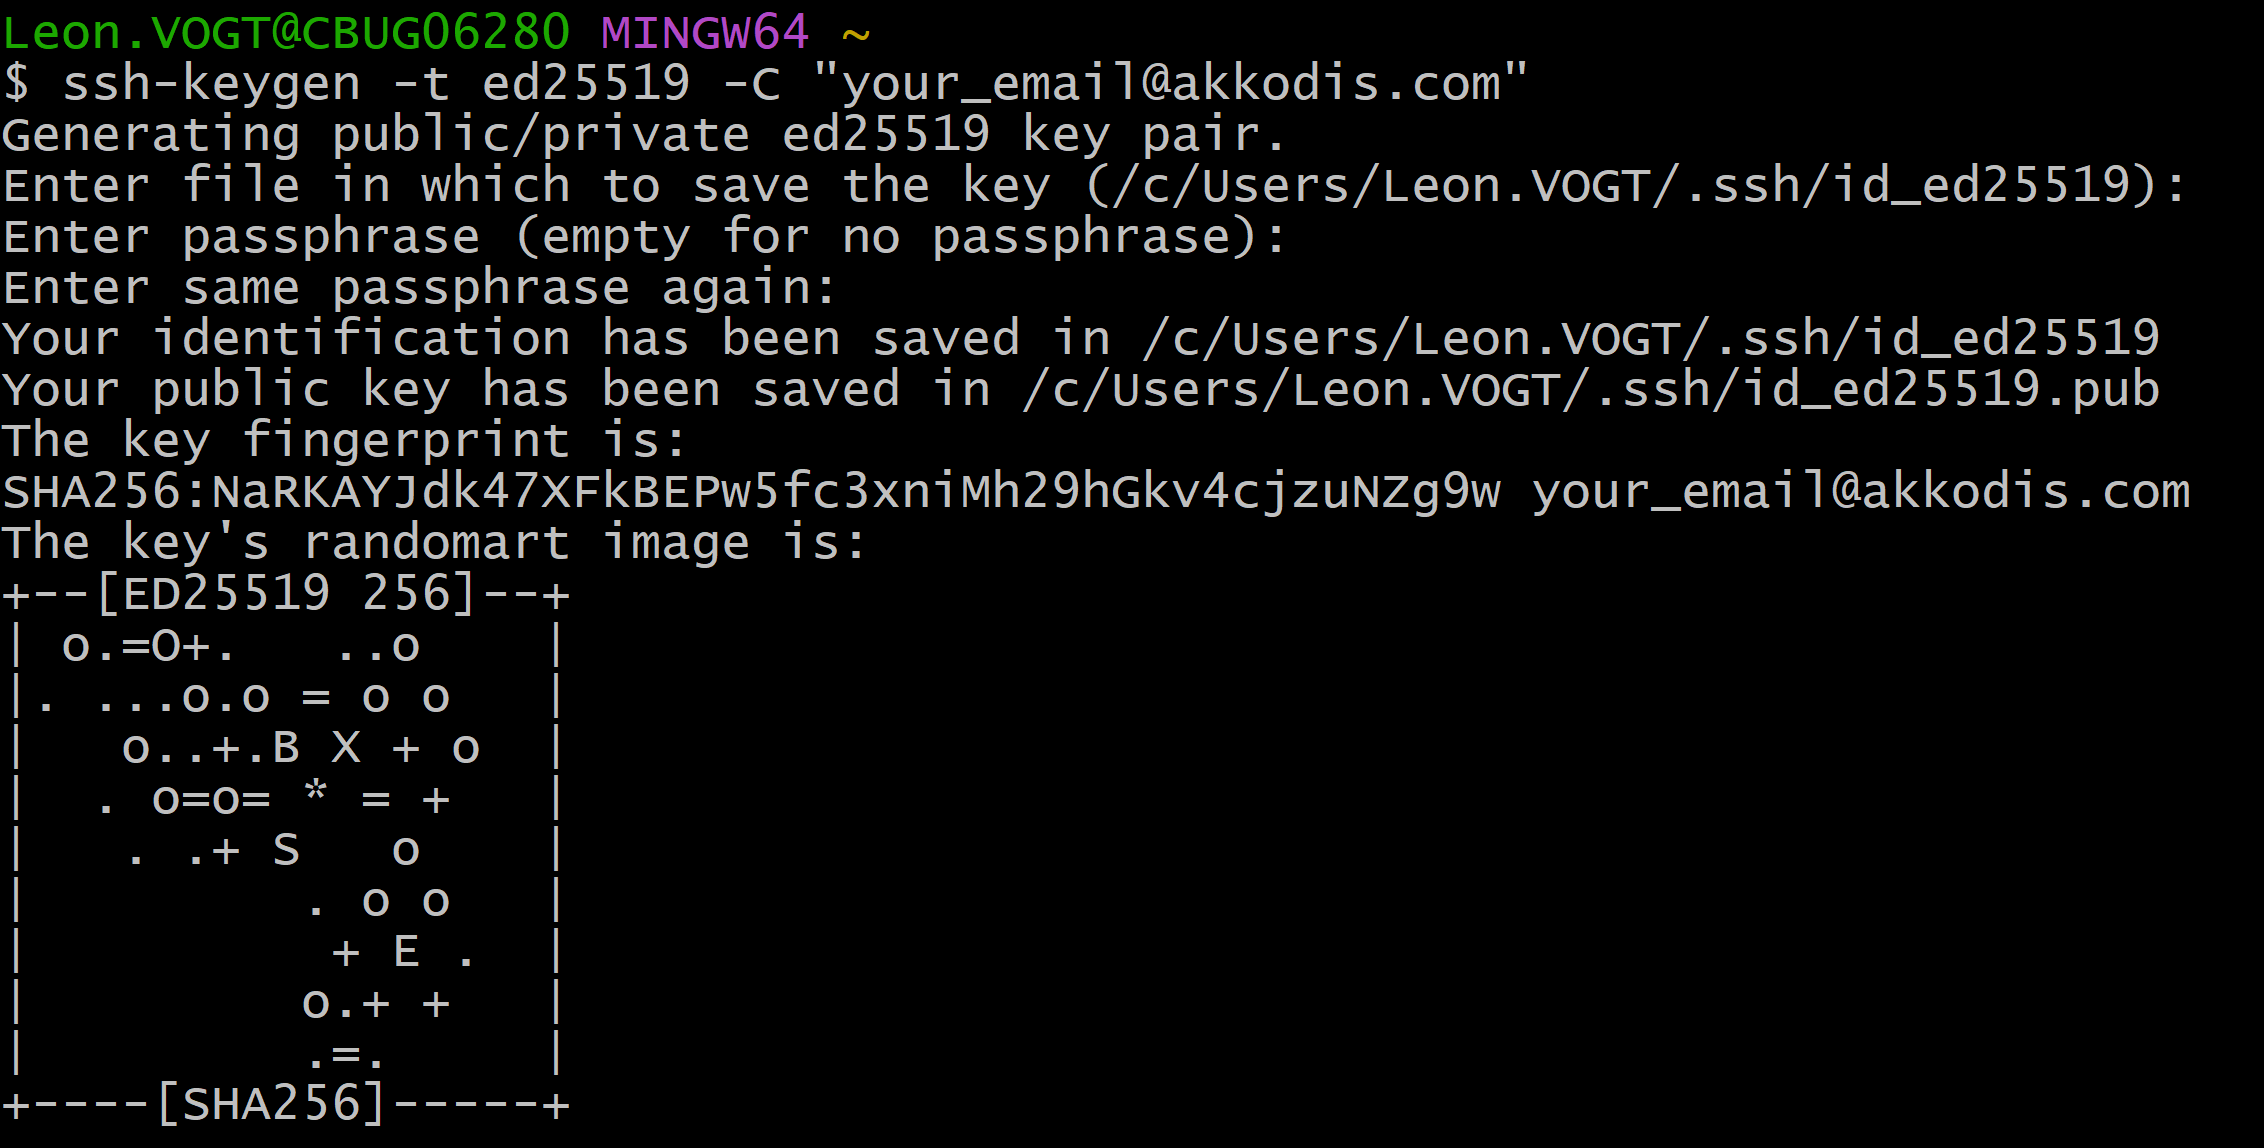 Leon.VOGT@CBUG06280 MINGW64 ~
$ ssh-keygen -t ed25519 -C "your_email@akkodis.com"
Generating public/private ed25519 key pair.
Enter file in which to save the key (/c/Users/Leon.VOGT/.ssh/id_ed25519):
Enter passphrase (empty for no passphrase):
Enter same passphrase again:
Your identification has been saved in /c/Users/Leon.VOGT/.ssh/id_ed25519
Your public key has been saved in /c/Users/Leon.VOGT/.ssh/id_ed25519.pub
The key fingerprint is:
SHA256:NaRKAYJdk47XFkBEPw5fc3xniMh29hGkv4cjzuNZg9w your_email@akkodis.com
The key's randomart image is:
+--[ED25519 256]--+
| o.=O+.   ..o    |
|. ...o.o = o o   |
|   o..+.B X + o  |
|  . o=o= * = +   |
|   . .+ S   o    |
|         . o o   |
|          + E .  |
|         o.+ +   |
|         .=.     |
+----[SHA256]-----+